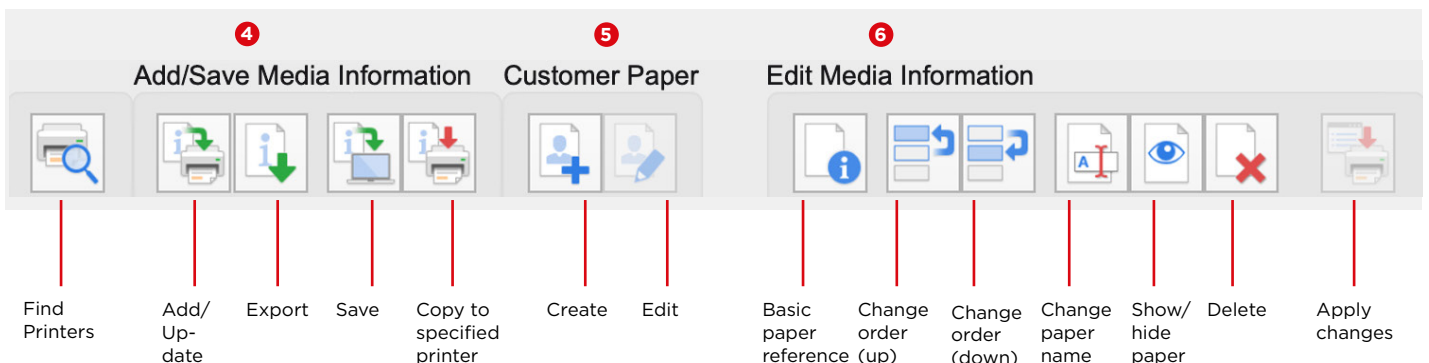 4
5
6
Add/Save Media Information
Customer Paper
Edit Media Information
i
i
i
i
i
A
Find
Printers
Add/
Up-
date
Export
Save
Copy to
specified
printer
Create
Edit
Basic
paper
reference
Change
order
(up)
Change
order
(down)
Change
paper
name
Show/
hide
paper
Delete
Apply
changes